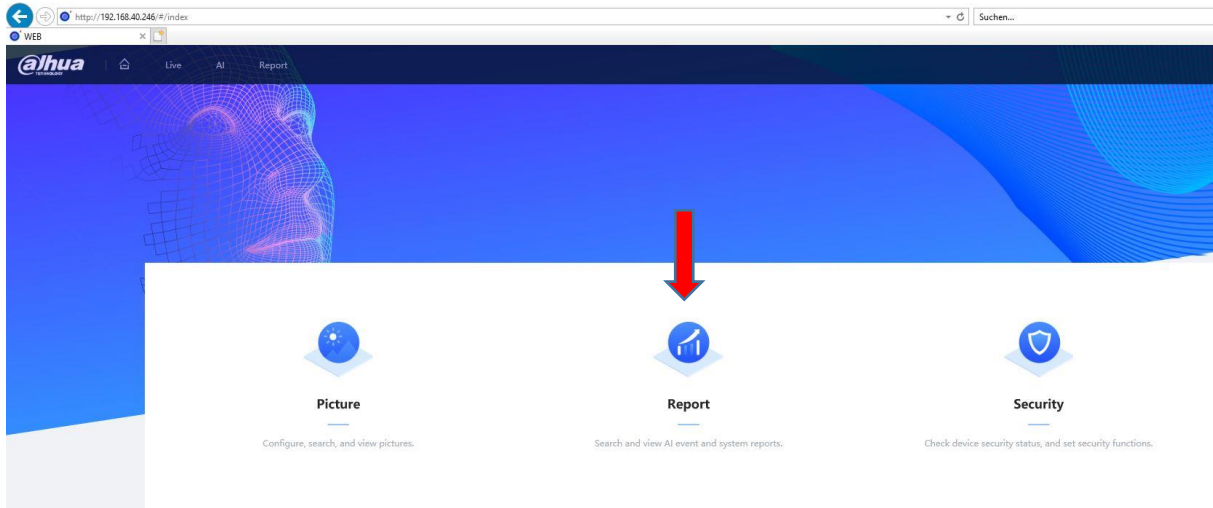 http://192.168.40.246/#/index
Suchen...
WEB
alhua
TECHNOLOGY
Live AI Report
Picture
Configure, search, and view pictures.
Report
Search and view AI event and system reports.
Security
Check device security status, and set security functions.